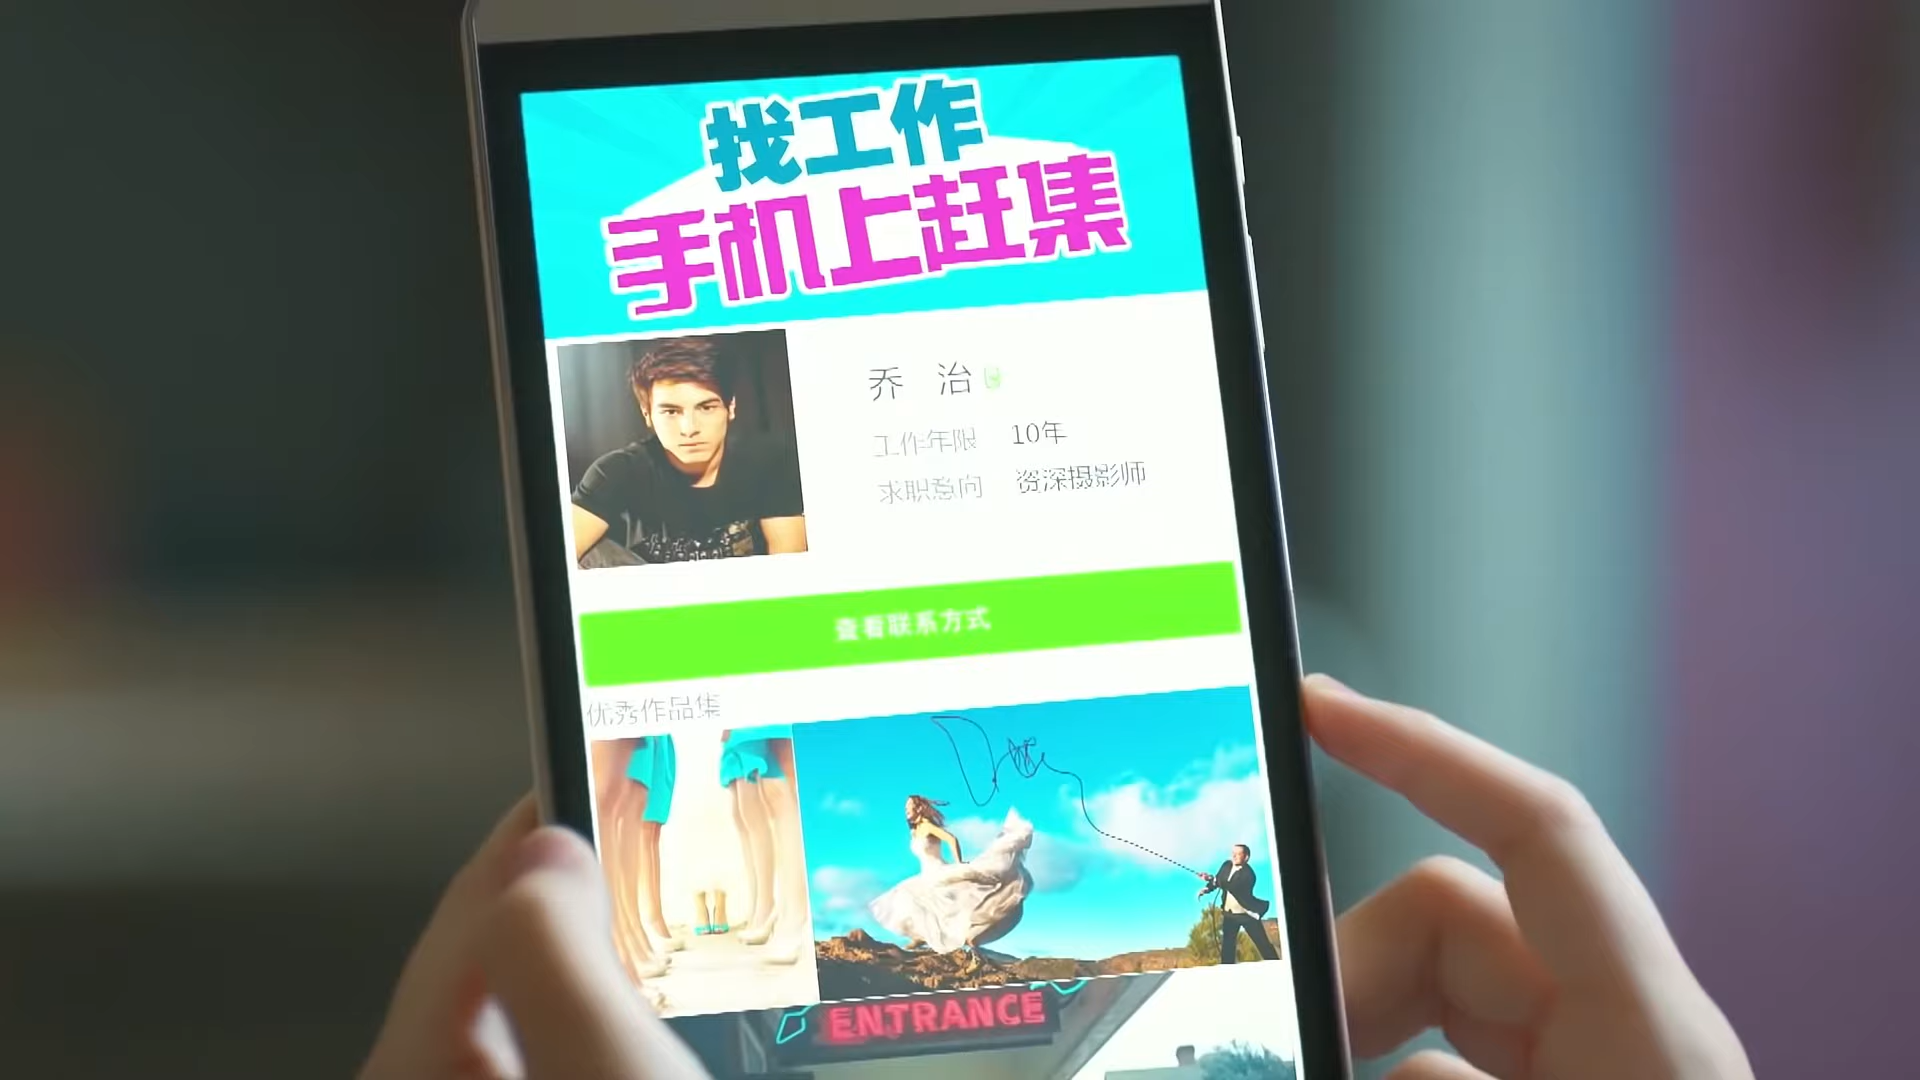 找工作
手机上赶集
乔 治
工作年限 10年
求职意向 资深摄影师
查看联系方式
优秀作品集
ENTRANCE